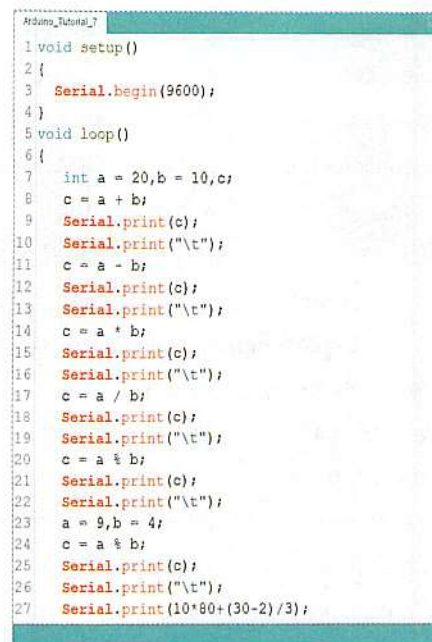 Arduino_Tutorial_7
1 void setup()
2 {
3 Serial.begin(9600);
4 }
5 void loop()
6 {
7 int a = 20,b = 10,c;
8 c = a + b;
9 Serial.print(c);
10 Serial.print("\t");
11 c = a - b;
12 Serial.print(c);
13 Serial.print("\t");
14 c = a * b;
15 Serial.print(c);
16 Serial.print("\t");
17 c = a / b;
18 Serial.print(c);
19 Serial.print("\t");
20 c = a % b;
21 Serial.print(c);
22 Serial.print("\t");
23 a = 9,b = 4;
24 c = a % b;
25 Serial.print(c);
26 Serial.print("\t");
27 Serial.print(10*80+(30-2)/3);